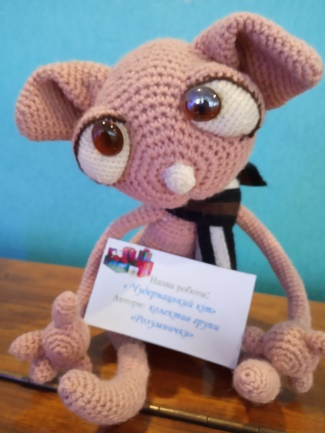 Назва роботи:
«Чудернацький кіт»
Автори: колектив групи
«Розумнички»